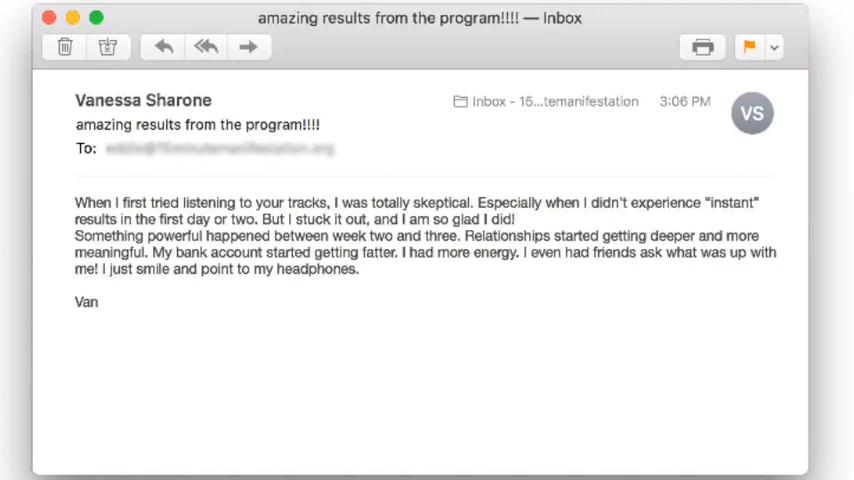 amazing results from the program!!!! — Inbox
Vanessa Sharone
Inbox - 15...temanifestation 3:06 PM
VS
amazing results from the program!!!!
To:
When I first tried listening to your tracks, I was totally skeptical. Especially when I didn't experience “instant”
results in the first day or two. But I stuck it out, and I am so glad I did!
Something powerful happened between week two and three. Relationships started getting deeper and more
meaningful. My bank account started getting fatter. I had more energy. I even had friends ask what was up with
me! I just smile and point to my headphones.
Van